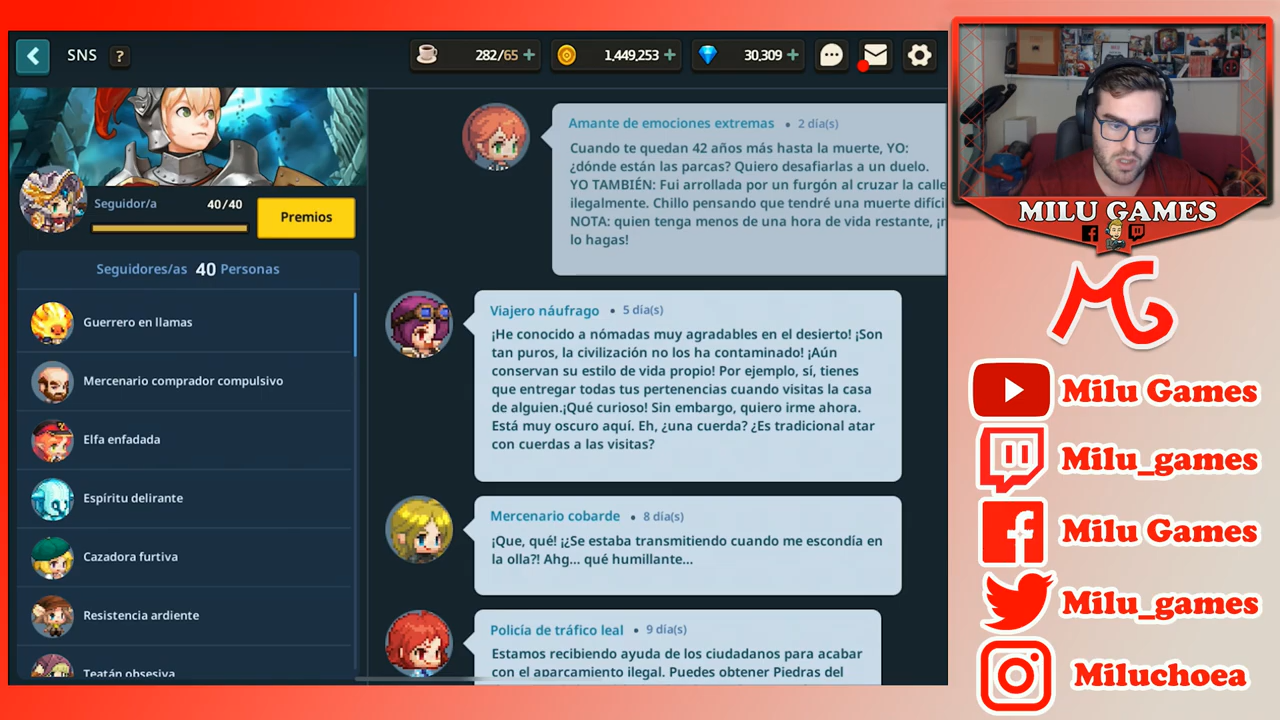 SNS ?
282/65
1,449,253
30,309
Seguidor/a 40/40
Premios
Seguidores/as 40 Personas
Guerrero en llamas
Mercenario comprador compulsivo
Elfa enfadada
Espíritu delirante
Cazadora furtiva
Resistencia ardiente
Teatán obsesiva
Amante de emociones extremas • 2 día(s)
Cuando te quedan 42 años más hasta la muerte, YO:
¿dónde están las parcas? Quiero desafiarlas a un duelo.
YO TAMBIÉN: Fui arrollada por un furgón al cruzar la calle
ilegalmente. Chillo pensando que tendré una muerte difíci
NOTA: quien tenga menos de una hora de vida restante, ¡n
lo hagas!
Viajero náufrago • 5 día(s)
¡He conocido a nómadas muy agradables en el desierto! ¡Son
tan puros, la civilización no los ha contaminado! ¡Aún
conservan su estilo de vida propio! Por ejemplo, sí, tienes
que entregar todas tus pertenencias cuando visitas la casa
de alguien.¡Qué curioso! Sin embargo, quiero irme ahora.
Está muy oscuro aquí. Eh, ¿una cuerda? ¿Es tradicional atar
con cuerdas a las visitas?
Mercenario cobarde • 8 día(s)
¡Que, qué! ¡¿Se estaba transmitiendo cuando me escondía en
la olla?! Ahg... qué humillante...
Policía de tráfico leal • 9 día(s)
Estamos recibiendo ayuda de los ciudadanos para acabar
con el aparcamiento ilegal. Puedes obtener Piedras del
MILU GAMES
MG
Milu Games
Milu_games
Milu Games
Milu_games
Miluchoea